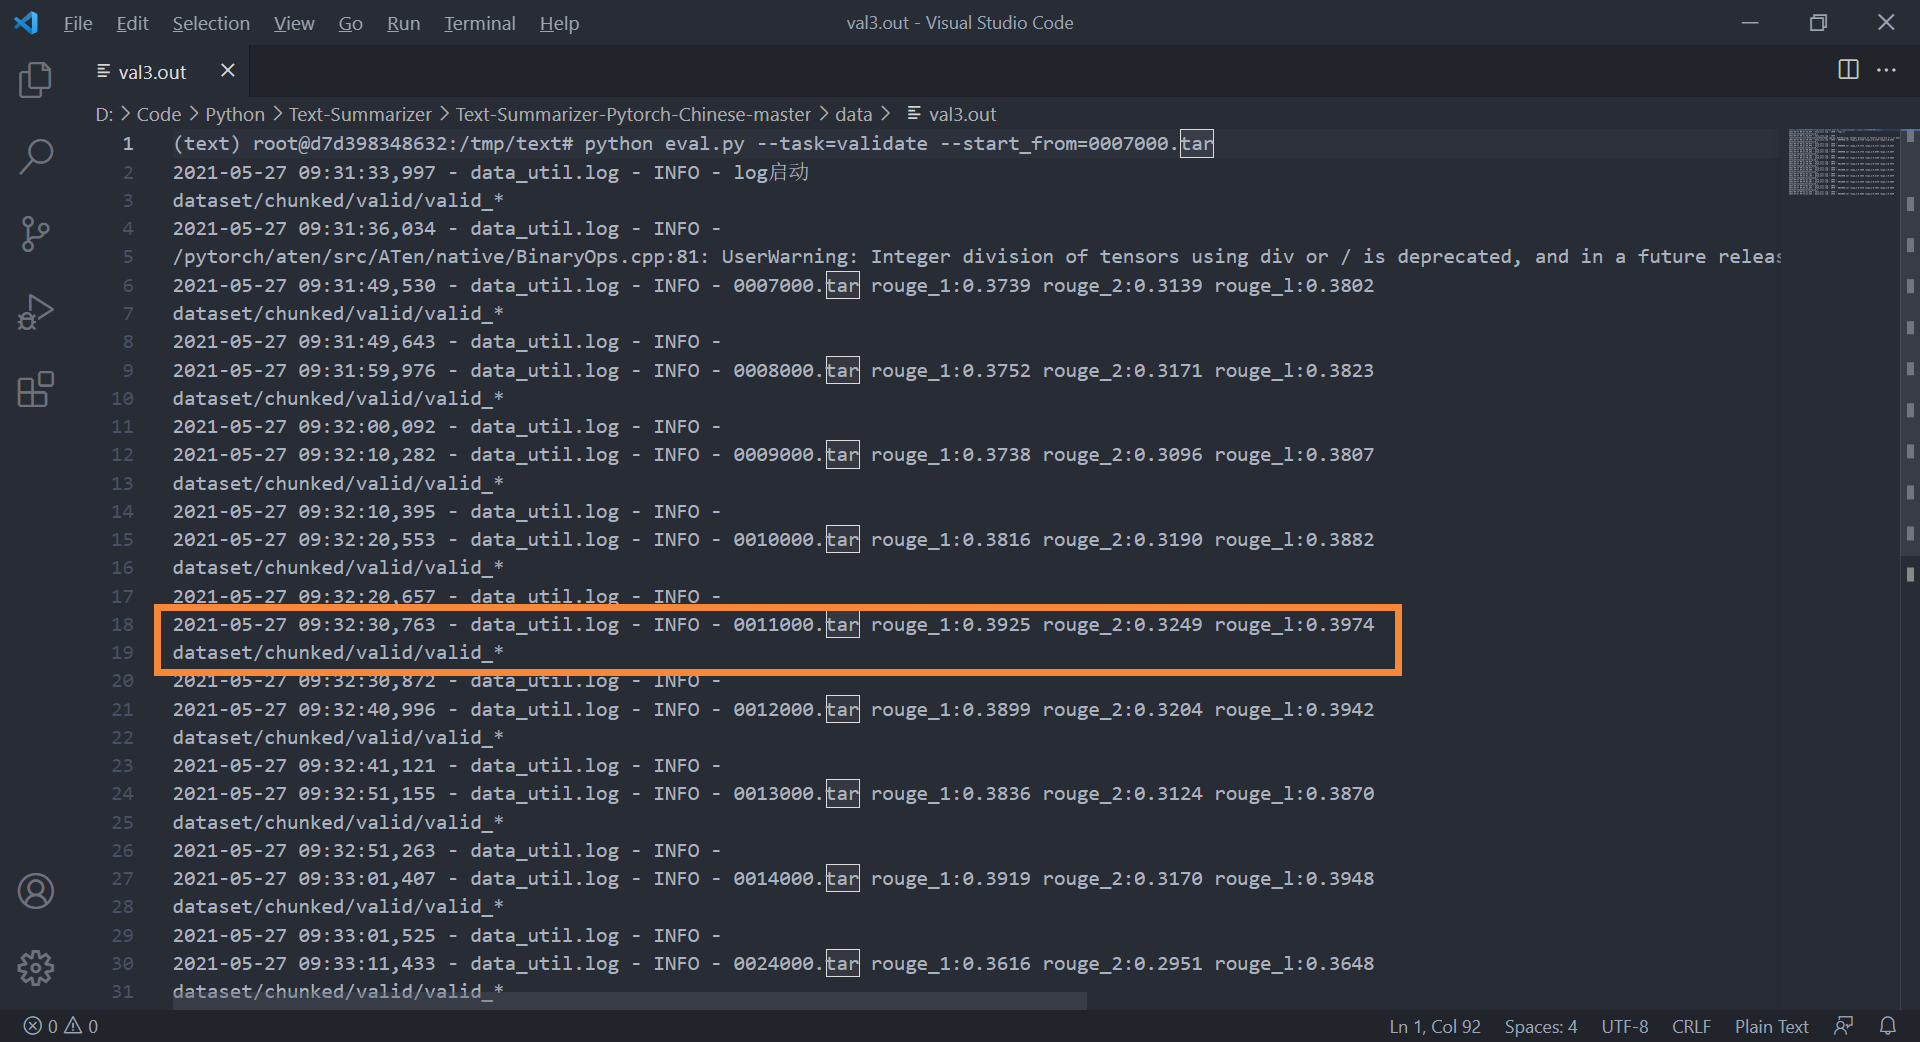 File Edit Selection View Go Run Terminal Help
val3.out - Visual Studio Code
val3.out
D: > Code > Python > Text-Summarizer > Text-Summarizer-Pytorch-Chinese-master > data > val3.out
1 (text) root@d7d398348632:/tmp/text# python eval.py --task=validate --start_from=0007000.tar
2 2021-05-27 09:31:33,997 - data_util.log - INFO - log启动
3 dataset/chunked/valid/valid_*
4 2021-05-27 09:31:36,034 - data_util.log - INFO -
5 /pytorch/aten/src/ATen/native/BinaryOps.cpp:81: UserWarning: Integer division of tensors using div or / is deprecated, and in a future releas
6 2021-05-27 09:31:49,530 - data_util.log - INFO - 0007000.tar rouge_1:0.3739 rouge_2:0.3139 rouge_l:0.3802
7 dataset/chunked/valid/valid_*
8 2021-05-27 09:31:49,643 - data_util.log - INFO -
9 2021-05-27 09:31:59,976 - data_util.log - INFO - 0008000.tar rouge_1:0.3752 rouge_2:0.3171 rouge_l:0.3823
10 dataset/chunked/valid/valid_*
11 2021-05-27 09:32:00,092 - data_util.log - INFO -
12 2021-05-27 09:32:10,282 - data_util.log - INFO - 0009000.tar rouge_1:0.3738 rouge_2:0.3096 rouge_l:0.3807
13 dataset/chunked/valid/valid_*
14 2021-05-27 09:32:10,395 - data_util.log - INFO -
15 2021-05-27 09:32:20,553 - data_util.log - INFO - 0010000.tar rouge_1:0.3816 rouge_2:0.3190 rouge_l:0.3882
16 dataset/chunked/valid/valid_*
17 2021-05-27 09:32:20,657 - data_util.log - INFO -
18 2021-05-27 09:32:30,763 - data_util.log - INFO - 0011000.tar rouge_1:0.3925 rouge_2:0.3249 rouge_l:0.3974
19 dataset/chunked/valid/valid_*
20 2021-05-27 09:32:30,872 - data_util.log - INFO -
21 2021-05-27 09:32:40,996 - data_util.log - INFO - 0012000.tar rouge_1:0.3899 rouge_2:0.3204 rouge_l:0.3942
22 dataset/chunked/valid/valid_*
23 2021-05-27 09:32:41,121 - data_util.log - INFO -
24 2021-05-27 09:32:51,155 - data_util.log - INFO - 0013000.tar rouge_1:0.3836 rouge_2:0.3124 rouge_l:0.3870
25 dataset/chunked/valid/valid_*
26 2021-05-27 09:32:51,263 - data_util.log - INFO -
27 2021-05-27 09:33:01,407 - data_util.log - INFO - 0014000.tar rouge_1:0.3919 rouge_2:0.3170 rouge_l:0.3948
28 dataset/chunked/valid/valid_*
29 2021-05-27 09:33:01,525 - data_util.log - INFO -
30 2021-05-27 09:33:11,433 - data_util.log - INFO - 0024000.tar rouge_1:0.3616 rouge_2:0.2951 rouge_l:0.3648
31 dataset/chunked/valid/valid_*
0 0 Ln 1, Col 92 Spaces: 4 UTF-8 CRLF Plain Text